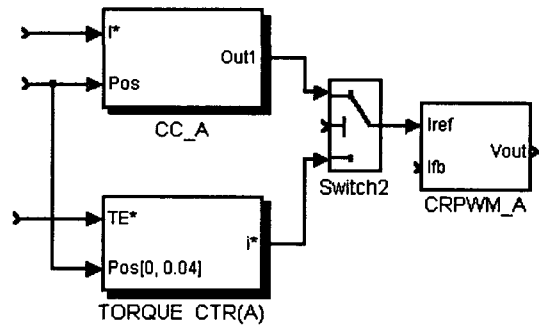 I*
Pos
Out1
CC_A
Switch2
Iref
Ifb
Vout
CRPWM_A
TE*
Pos[0, 0.04]
i*
TORQUE CTR(A)